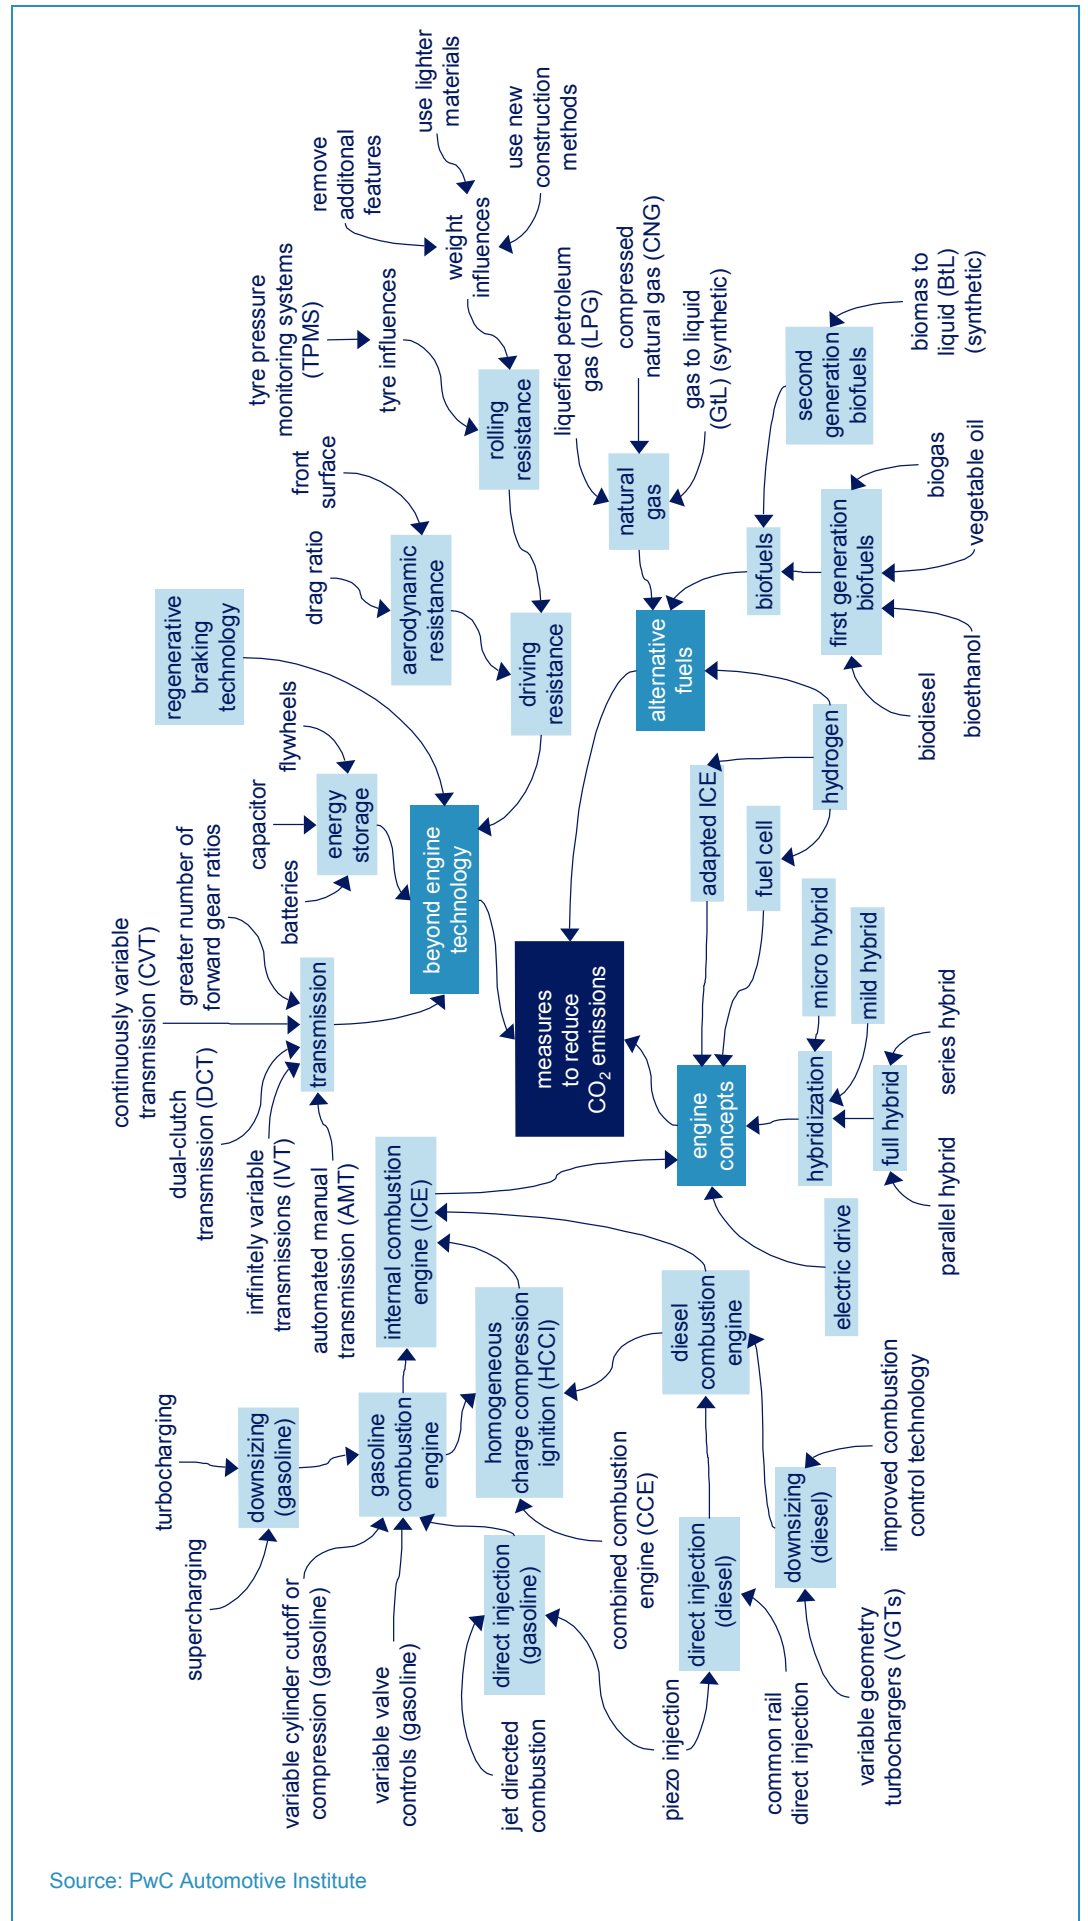 turbocharging
supercharging
downsizing
(gasoline)
variable cylinder cutoff or
compression (gasoline)
variable valve
controls (gasoline)
gasoline
combustion
engine
jet directed
combustion
direct injection
(gasoline)
homogeneous
charge compression
ignition (HCCI)
combined combustion
engine (CCE)
piezo injection
direct injection
(diesel)
common rail
direct injection
diesel
combustion
engine
downsizing
(diesel)
variable geometry
turbochargers (VGTs)
improved combustion
control technology
internal combustion
engine (ICE)
continuously variable
transmission (CVT)
greater number of
forward gear ratios
dual-clutch
transmission (DCT)
infinitely variable
transmissions (IVT)
automated manual
transmission (AMT)
transmission
batteries
capacitor
flywheels
energy
storage
regenerative
braking
technology
beyond engine
technology
drag ratio
front
surface
aerodynamic
resistance
driving
resistance
tyre pressure
monitoring systems
(TPMS)
tyre influences
remove
additonal
features
use lighter
materials
use new
construction
methods
weight
influences
rolling
resistance
measures
to reduce
CO2 emissions
engine
concepts
electric drive
hybridization
micro hybrid
mild hybrid
full hybrid
parallel hybrid
series hybrid
adapted ICE
fuel cell
hydrogen
alternative
fuels
liquefied petroleum
gas (LPG)
compressed
natural gas (CNG)
gas to liquid
(GtL) (synthetic)
natural
gas
biofuels
first generation
biofuels
biodiesel
bioethanol
vegetable oil
biogas
second
generation
biofuels
biomas to
liquid (BtL)
(synthetic)
Source: PwC Automotive Institute